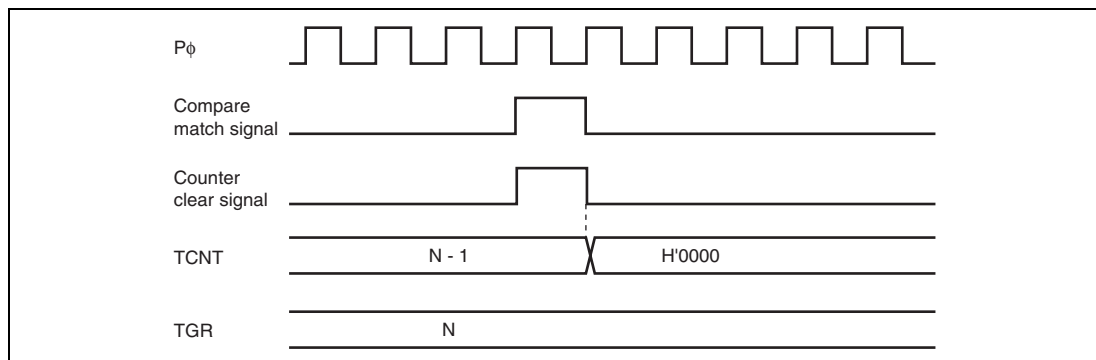 Pϕ
Compare
match signal
Counter
clear signal
TCNT
N - 1
H'0000
TGR
N